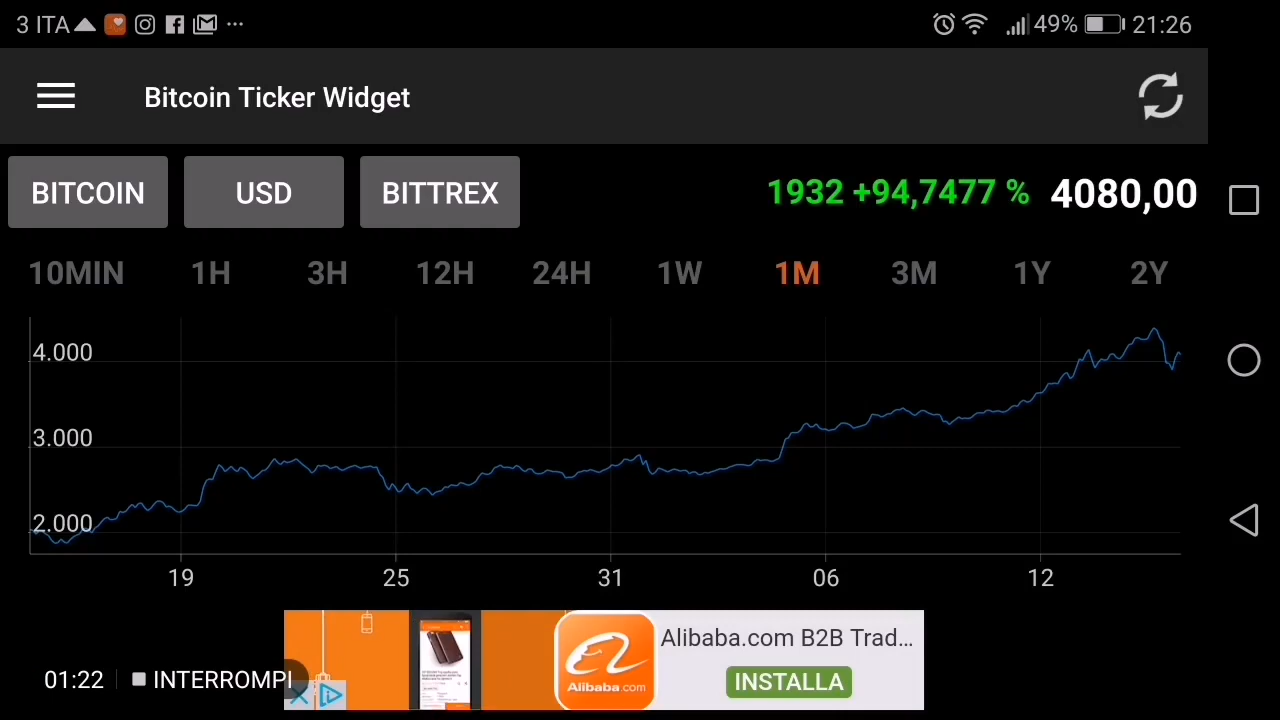 3 ITA 49% 21:26
Bitcoin Ticker Widget
BITCOIN USD BITTREX 1932 +94,7477 % 4080,00
10MIN 1H 3H 12H 24H 1W 1M 3M 1Y 2Y
4.000
3.000
2.000
19 25 31 06 12
Alibaba.com B2B Trad...
Alibaba.com
INSTALLA
01:22 INTERROMPI